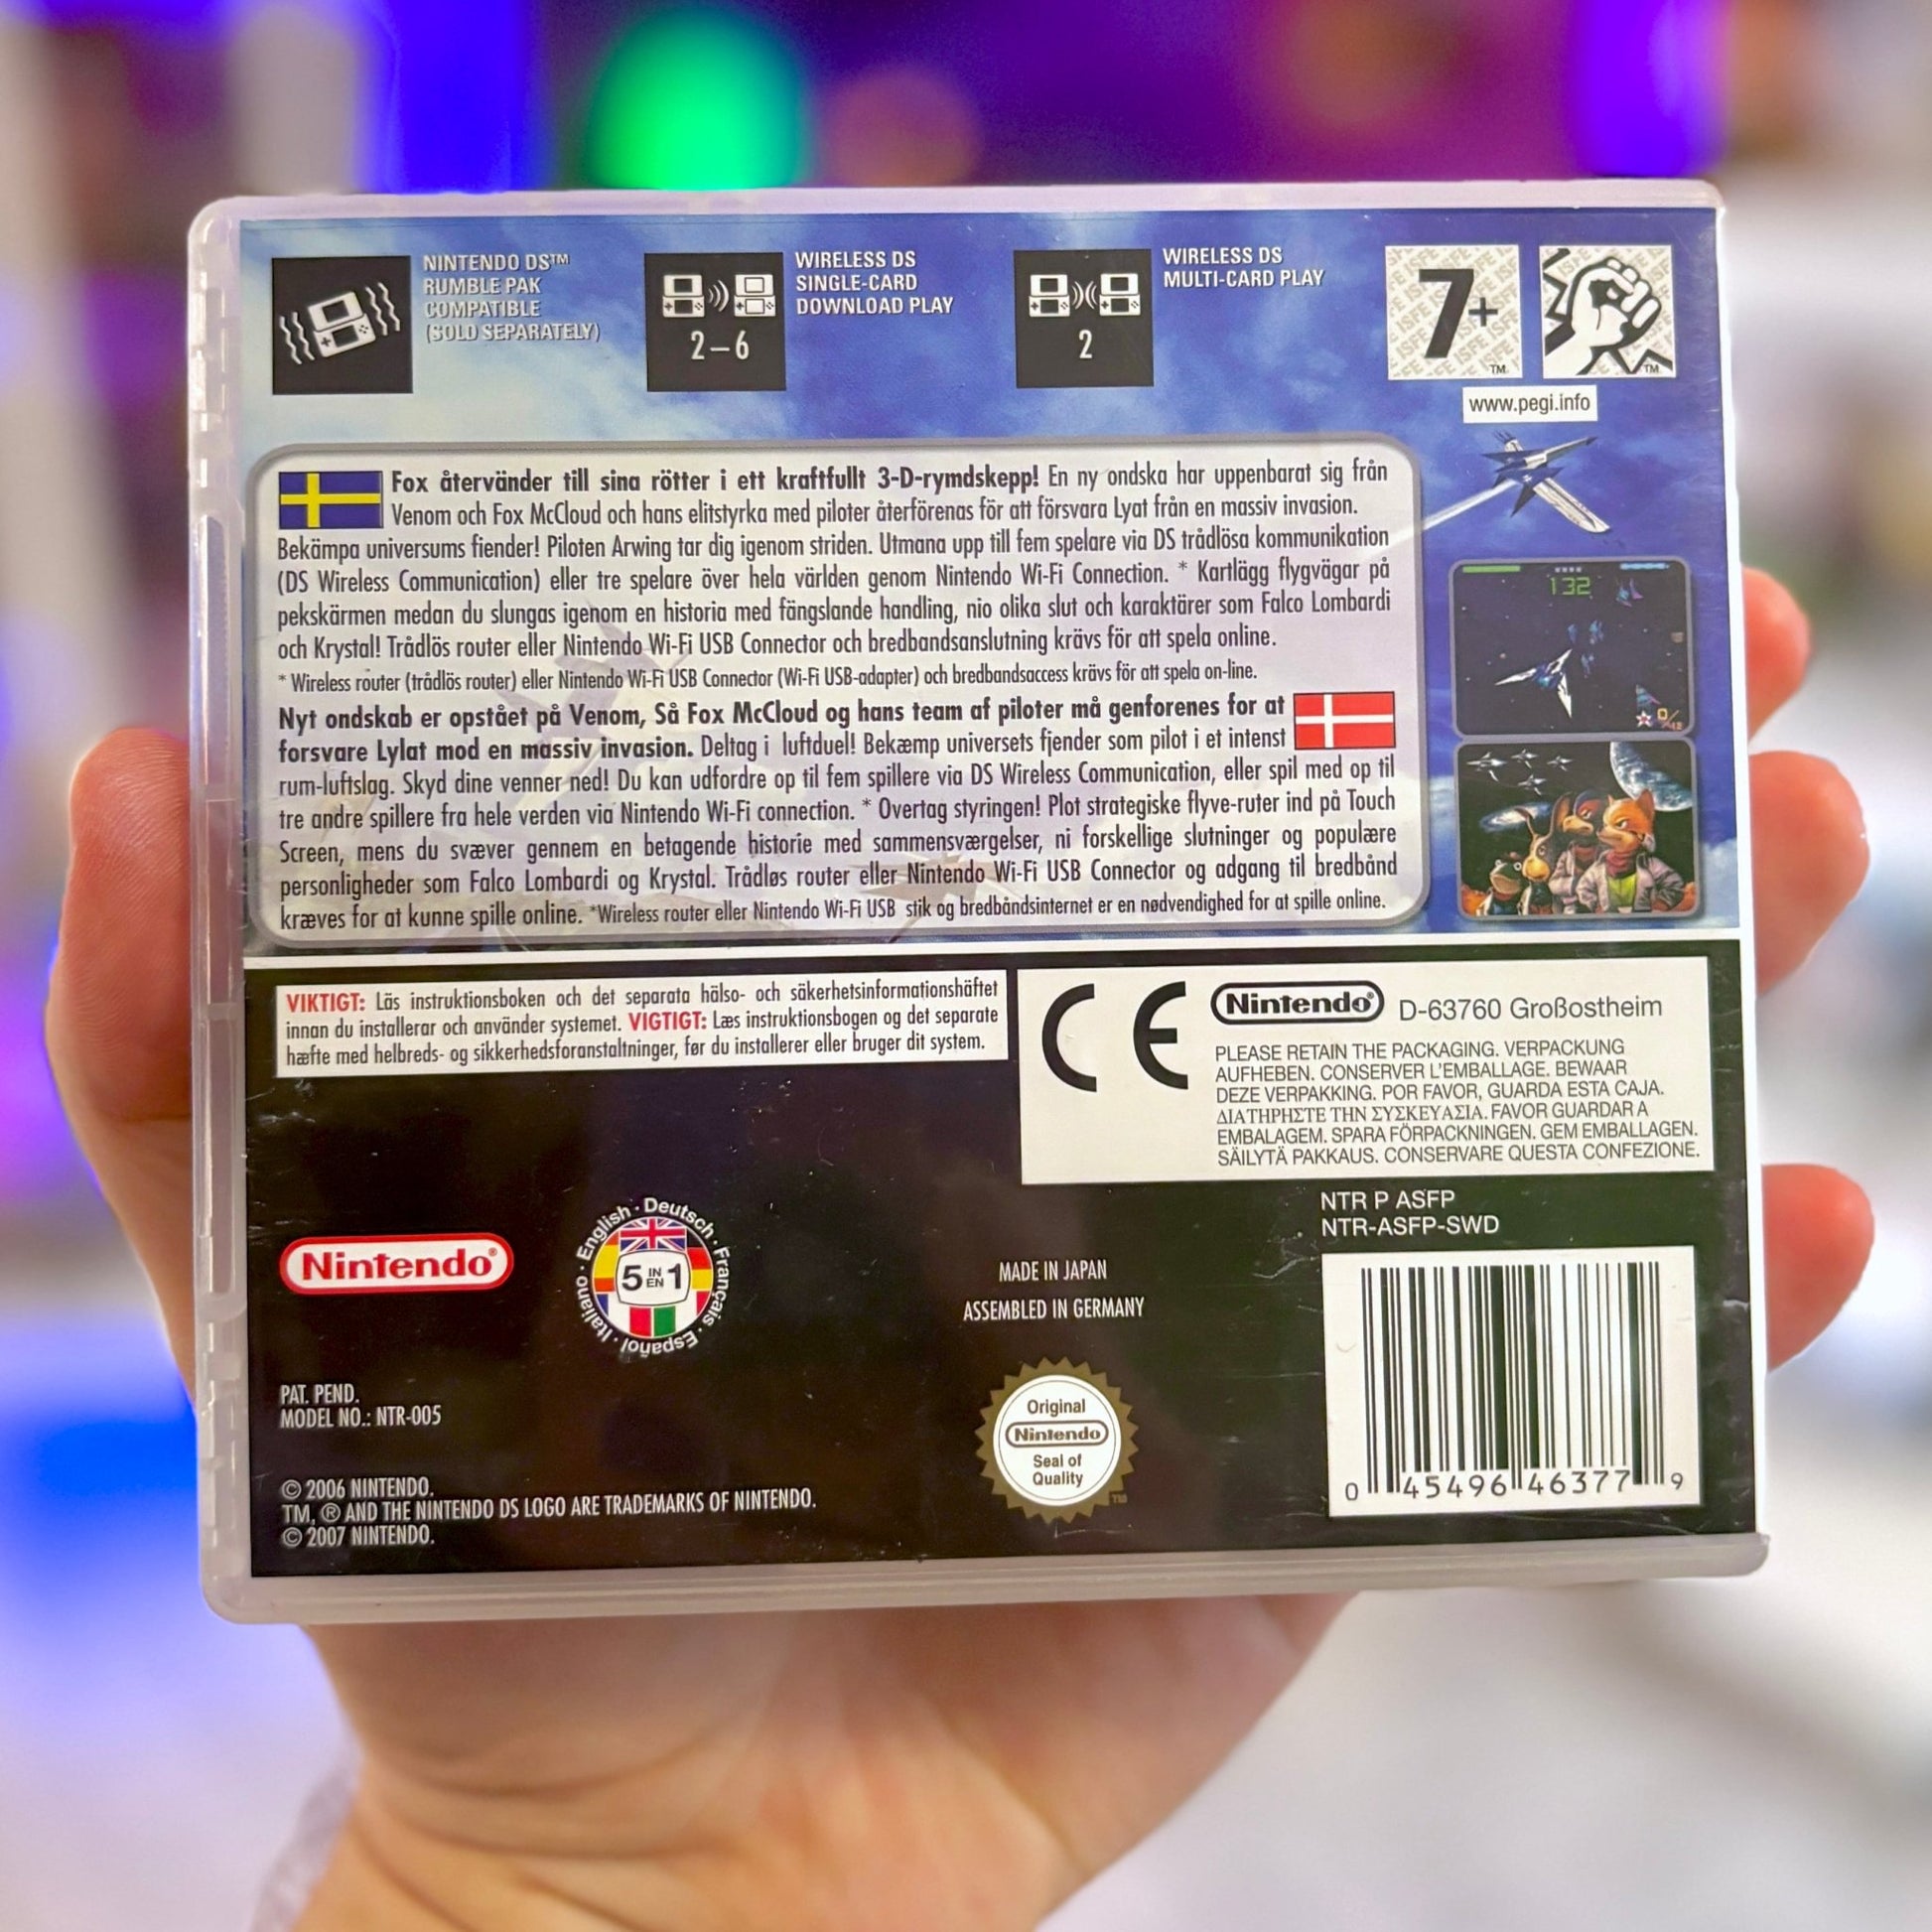 NINTENDO DS™
RUMBLE PAK
COMPATIBLE
(SOLD SEPARATELY)
WIRELESS DS
SINGLE-CARD
DOWNLOAD PLAY
2–6
WIRELESS DS
MULTI-CARD PLAY
2
7+
TM
TM
www.pegi.info
Fox återvänder till sina rötter i ett kraftfullt 3-D-rymdskepp! En ny ondska har uppenbarat sig från
Venom och Fox McCloud och hans elitstyrka med piloter återförenas för att försvara Lyat från en massiv invasion.
Bekämpa universums fiender! Piloten Arwing tar dig igenom striden. Utmana upp till fem spelare via DS trådlösa kommunikation
(DS Wireless Communication) eller tre spelare över hela världen genom Nintendo Wi-Fi Connection. * Kartlägg flygvägar på
pekskärmen medan du slungas igenom en historia med fängslande handling, nio olika slut och karaktärer som Falco Lombardi
och Krystal! Trådlös router eller Nintendo Wi-Fi USB Connector och bredbandsanslutning krävs för att spela online.
* Wireless router (trådlös router) eller Nintendo Wi-Fi USB Connector (Wi-Fi USB-adapter) och bredbandsaccess krävs för att spela on-line.
Nyt ondskab er opstået på Venom, Så Fox McCloud og hans team af piloter må genforenes for at
forsvare Lylat mod en massiv invasion. Deltag i luftduel! Bekæmp universets fjender som pilot i et intenst
rum-luftslag. Skyd dine venner ned! Du kan udfordre op til fem spillere via DS Wireless Communication, eller spil med op til
tre andre spillere fra hele verden via Nintendo Wi-Fi connection. * Overtag styringen! Plot strategiske flyve-ruter ind på Touch
Screen, mens du svæver gennem en betagende historie med sammensværgelser, ni forskellige slutninger og populære
personligheder som Falco Lombardi og Krystal. Trådløs router eller Nintendo Wi-Fi USB Connector og adgang til bredbånd
kræves for at kunne spille online. *Wireless router eller Nintendo Wi-Fi USB stik og bredbåndsinternet er en nødvendighed for at spille online.
132
VIKTIGT: Läs instruktionsboken och det separata hälso- och säkerhetsinformationshäftet
innan du installerar och använder systemet. VIGTIGT: Læs instruktionsbogen og det separate
hæfte med helbreds- og sikkerhedsforanstaltninger, før du installerer eller bruger dit system.
CE
Nintendo® D-63760 Großostheim
PLEASE RETAIN THE PACKAGING. VERPACKUNG
AUFHEBEN. CONSERVER L'EMBALLAGE. BEWAAR
DEZE VERPAKKING. POR FAVOR, GUARDA ESTA CAJA.
ΔΙΑΤΗΡΗΣΤΕ ΤΗΝ ΣΥΣΚΕΥΑΣΙΑ. FAVOR GUARDAR A
EMBALAGEM. SPARA FÖRPACKNINGEN. GEM EMBALLAGEN.
SÄILYTÄ PAKKAUS. CONSERVARE QUESTA CONFEZIONE.
NTR P ASFP
NTR-ASFP-SWD
Nintendo®
English · Deutsch · Français · Español · Italiano ·
5 IN EN 1
MADE IN JAPAN
ASSEMBLED IN GERMANY
PAT. PEND.
MODEL NO.: NTR-005
Original
Nintendo
Seal of
Quality
TM
0 45496 46377 9
© 2006 NINTENDO.
TM, ® AND THE NINTENDO DS LOGO ARE TRADEMARKS OF NINTENDO.
© 2007 NINTENDO.